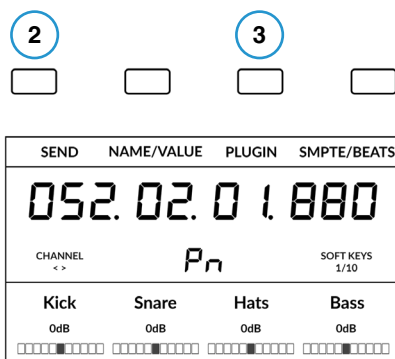 2 3
SEND NAME/VALUE PLUGIN SMPTE/BEATS
052.02.01.880
CHANNEL Pn SOFT KEYS
< > 1/10
Kick Snare Hats Bass
0dB 0dB 0dB 0dB